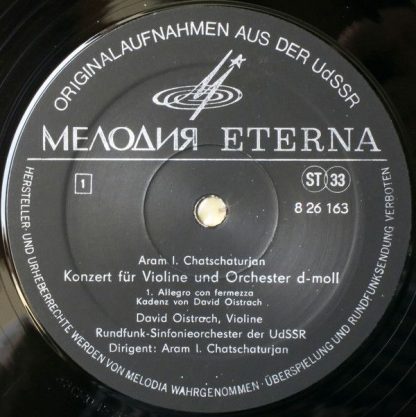 ORIGINALAUFNAHMEN AUS DER UdSSR
МЕЛОДИЯ ETERNA
1
ST 33
8 26 163
Aram I. Chatschaturjan
Konzert für Violine und Orchester d-moll
1. Allegro con fermezza
Kadenz von David Oistrach
David Oistrach, Violine
Rundfunk-Sinfonieorchester der UdSSR
Dirigent: Aram I. Chatschaturjan
HERSTELLER- UND URHEBERRECHTE WERDEN VON MELODIA WAHRGENOMMEN · ÜBERSPIELUNG UND RUNDFUNKSENDUNG VERBOTEN